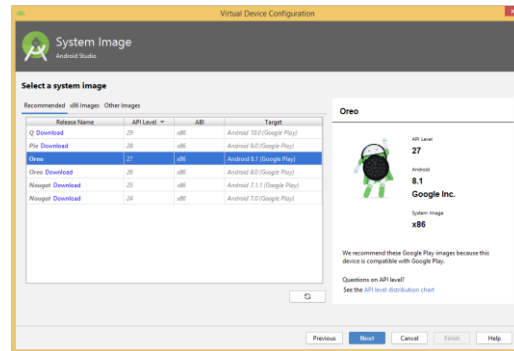 Virtual Device Configuration
System Image
Android Studio
Select a system image
Recommended x86 Images Other Images
Release Name API Level ABI Target
Q Download 29 x86 Android 10.0 (Google Play)
Pie Download 28 x86 Android 9.0 (Google Play)
Oreo 27 x86 Android 8.1 (Google Play)
Oreo Download 26 x86 Android 8.0 (Google Play)
Nougat Download 25 x86 Android 7.1.1 (Google Play)
Nougat Download 24 x86 Android 7.0 (Google Play)
Oreo
API Level
27
Android
8.1
Google Inc.
System Image
x86
We recommend these Google Play images because this
device is compatible with Google Play.
Questions on API level?
See the API level distribution chart
Previous Next Cancel Finish Help